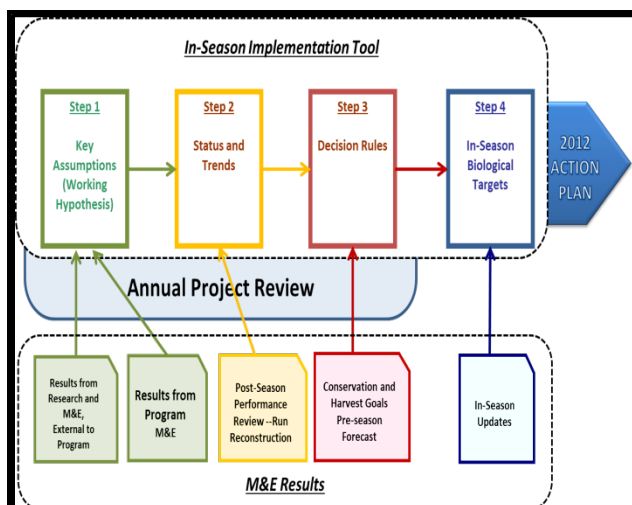 In-Season Implementation Tool
Step 1
Key
Assumptions
(Working
Hypothesis)
Step 2
Status and
Trends
Step 3
Decision Rules
Step 4
In-Season
Biological
Targets
2012
ACTION
PLAN
Annual Project Review
Results from
Research and
M&E,
External to
Program
Results from
Program
M&E
Post-Season
Performance
Review --Run
Reconstruction
Conservation and
Harvest Goals
Pre-season
Forecast
In-Season
Updates
M&E Results